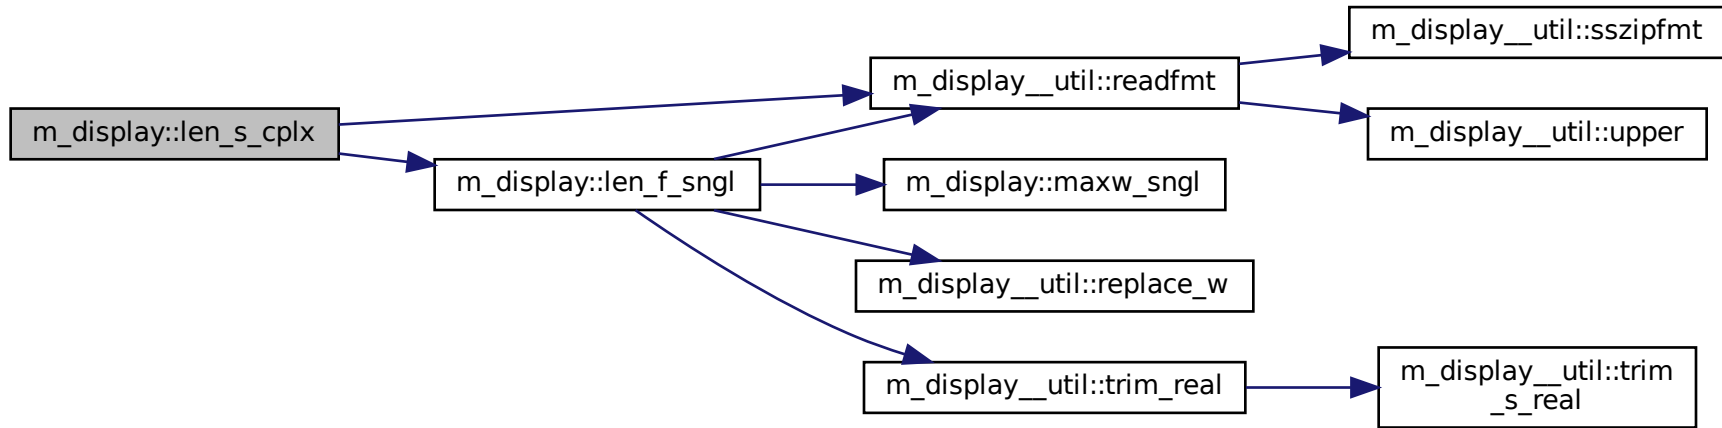 m_display::len_s_cplx
m_display::len_f_sngl
m_display__util::readfmt
m_display::maxw_sngl
m_display__util::replace_w
m_display__util::trim_real
m_display__util::sszipfmt
m_display__util::upper
m_display__util::trim
_s_real